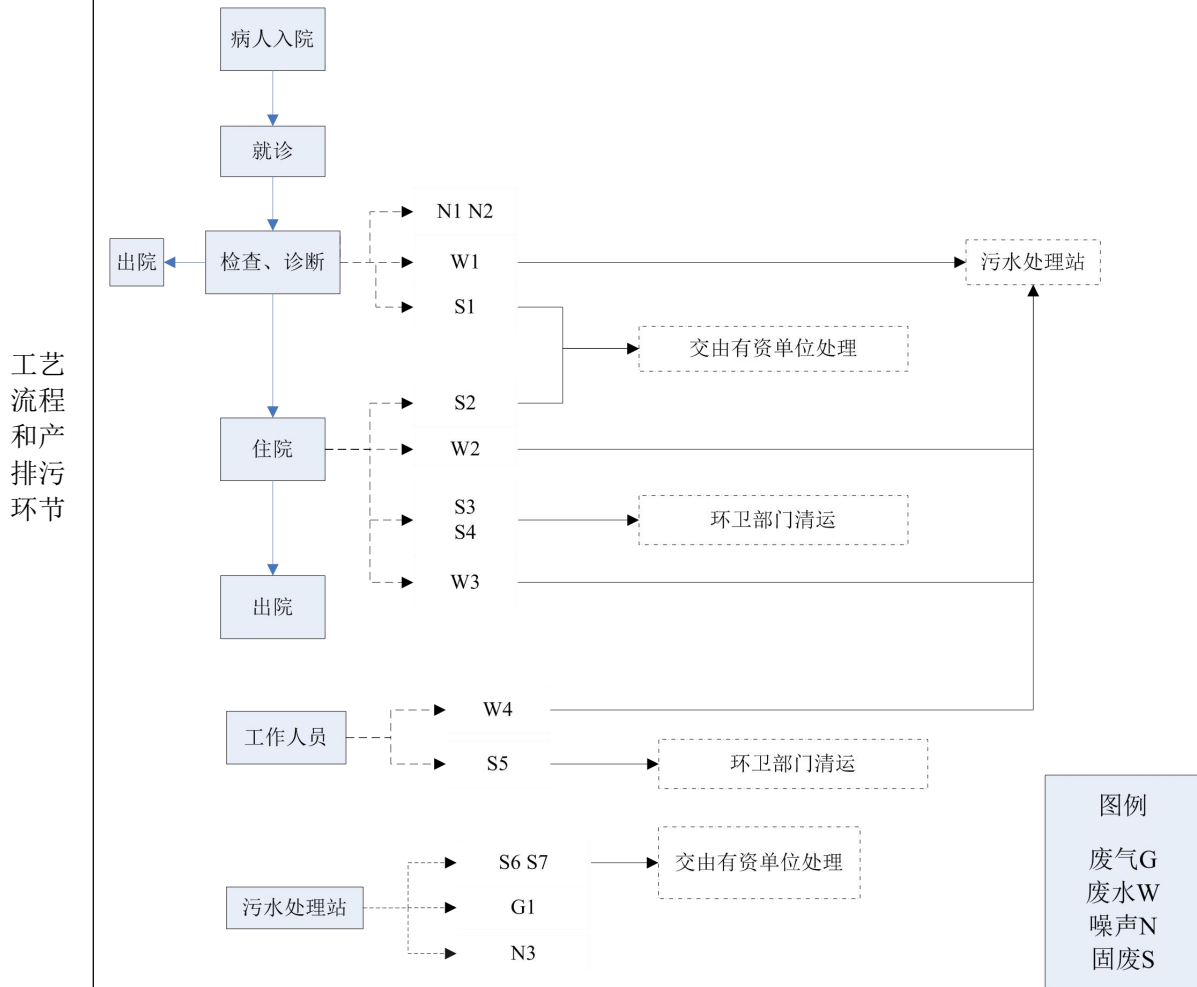 工艺
流程
和产
排污
环节
病人入院
就诊
N1 N2
出院
检查、诊断
W1
污水处理站
S1
交由有资单位处理
S2
住院
W2
S3
S4
环卫部门清运
W3
出院
W4
工作人员
S5
环卫部门清运
S6 S7
交由有资单位处理
污水处理站
G1
N3
图例
废气G
废水W
噪声N
固废S